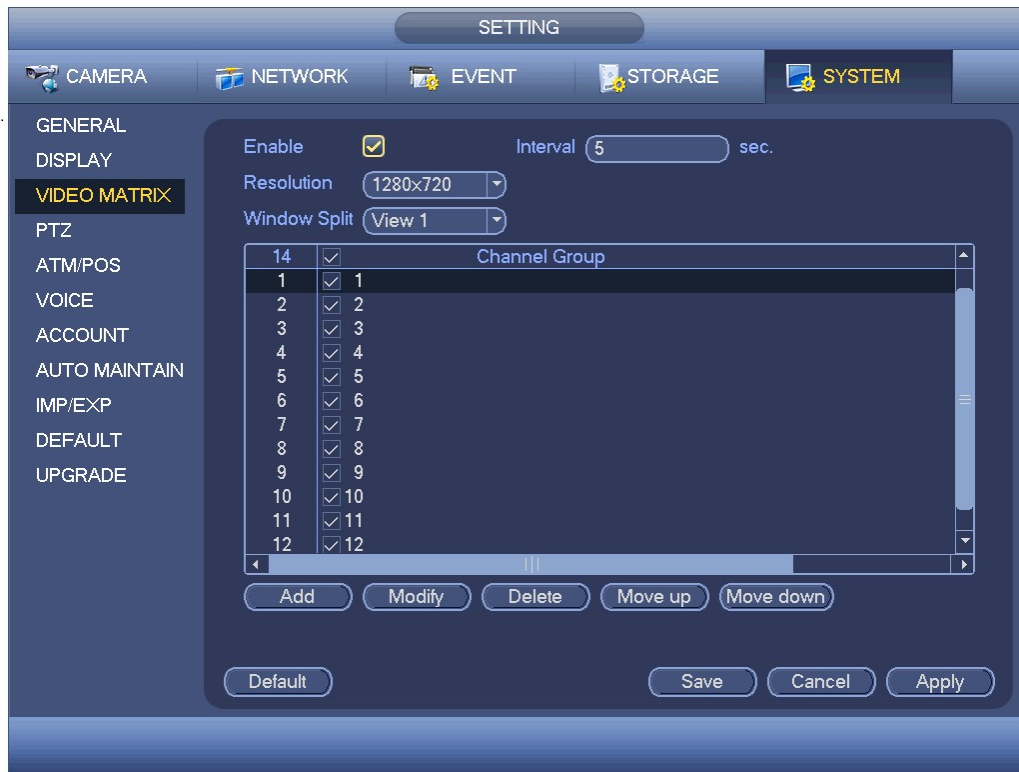 SETTING
CAMERA NETWORK EVENT STORAGE SYSTEM
GENERAL
DISPLAY
VIDEO MATRIX
PTZ
ATM/POS
VOICE
ACCOUNT
AUTO MAINTAIN
IMP/EXP
DEFAULT
UPGRADE
Enable Interval 5 sec.
Resolution 1280×720
Window Split View 1
14 Channel Group
1 1
2 2
3 3
4 4
5 5
6 6
7 7
8 8
9 9
10 10
11 11
12 12
Add Modify Delete Move up Move down
Default Save Cancel Apply